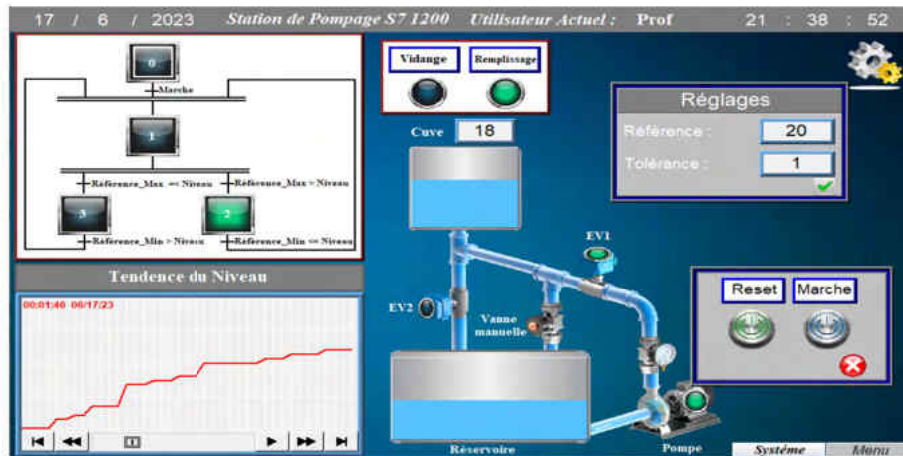 17 / 6 / 2023 Station de Pompage S7 1200 Utilisateur Actuel : Prof 21 : 38 : 52
0
Marche
1
Référence_Max <= Niveau
Référence_Max > Niveau
3
2
Référence_Min > Niveau
Référence_Min <= Niveau
Vidange
Remplissage
Cuve 18
Réglages
Référence : 20
Tolérance : 1
EV1
EV2
Vanne
manuelle
Reset
Marche
Tendence du Niveau
00:01:46 06/17/23
Réservoire
Pompe
Système
Menu